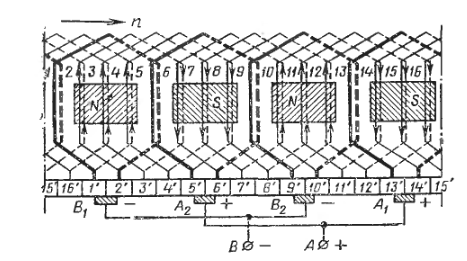 n
1 2 3 4 5 6 7 8 9 10 11 12 13 14 15 16
N S N S
15' 16' 1' 2' 3' 4' 5' 6' 7' 8' 9' 10' 11' 12' 13' 14' 15'
B₁ − A₂ + B₂ − A₁ +
B − A +